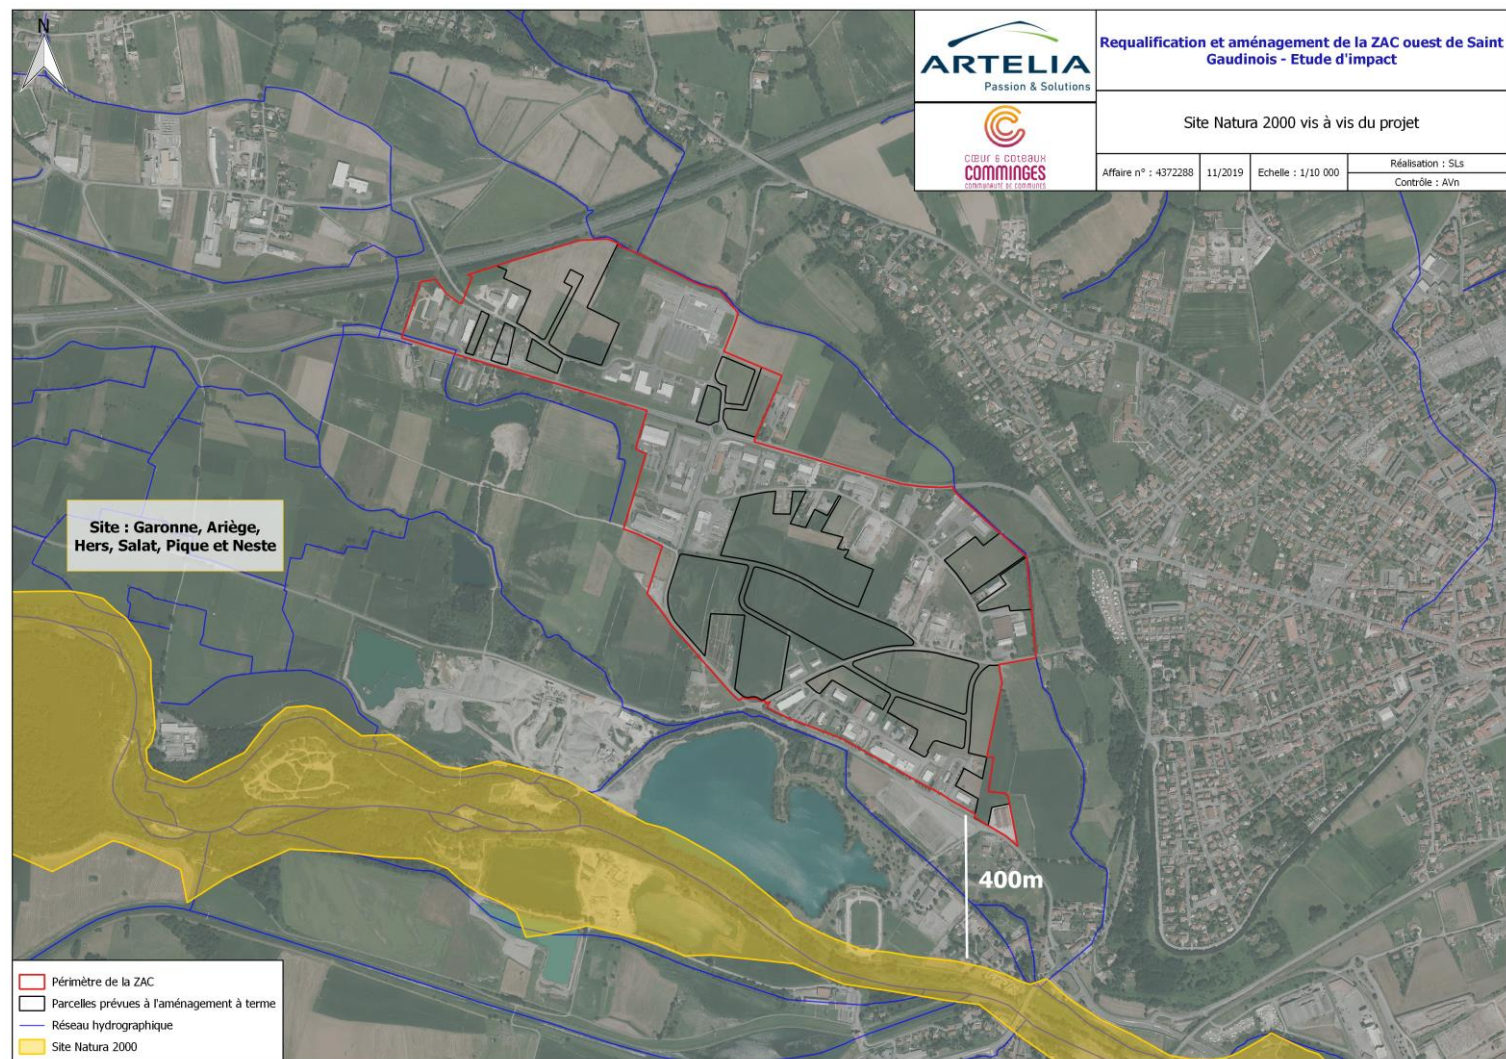 N
ARTELIA
Passion & Solutions
Requalification et aménagement de la ZAC ouest de Saint
Gaudinois - Etude d'impact
Site Natura 2000 vis à vis du projet
cœur & coteaux
COMMINGES
communauté de communes
Affaire n° : 4372288
11/2019
Echelle : 1/10 000
Réalisation : SLs
Contrôle : AVn
Site : Garonne, Ariège,
Hers, Salat, Pique et Neste
400m
Périmètre de la ZAC
Parcelles prévues à l'aménagement à terme
Réseau hydrographique
Site Natura 2000